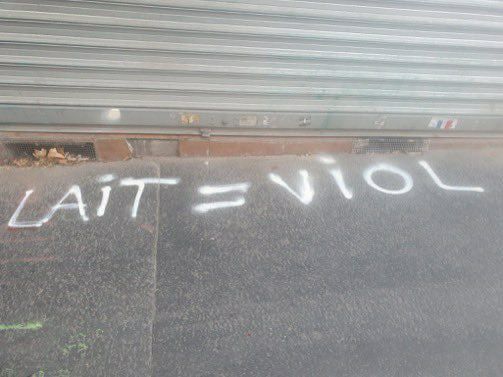 LAiT = ViOL